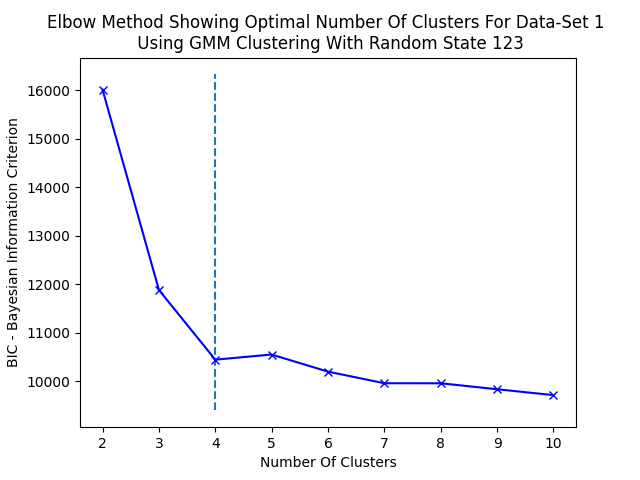 Elbow Method Showing Optimal Number Of Clusters For Data-Set 1
Using GMM Clustering With Random State 123
BIC - Bayesian Information Criterion
16000
15000
14000
13000
12000
11000
10000
2 3 4 5 6 7 8 9 10
Number Of Clusters